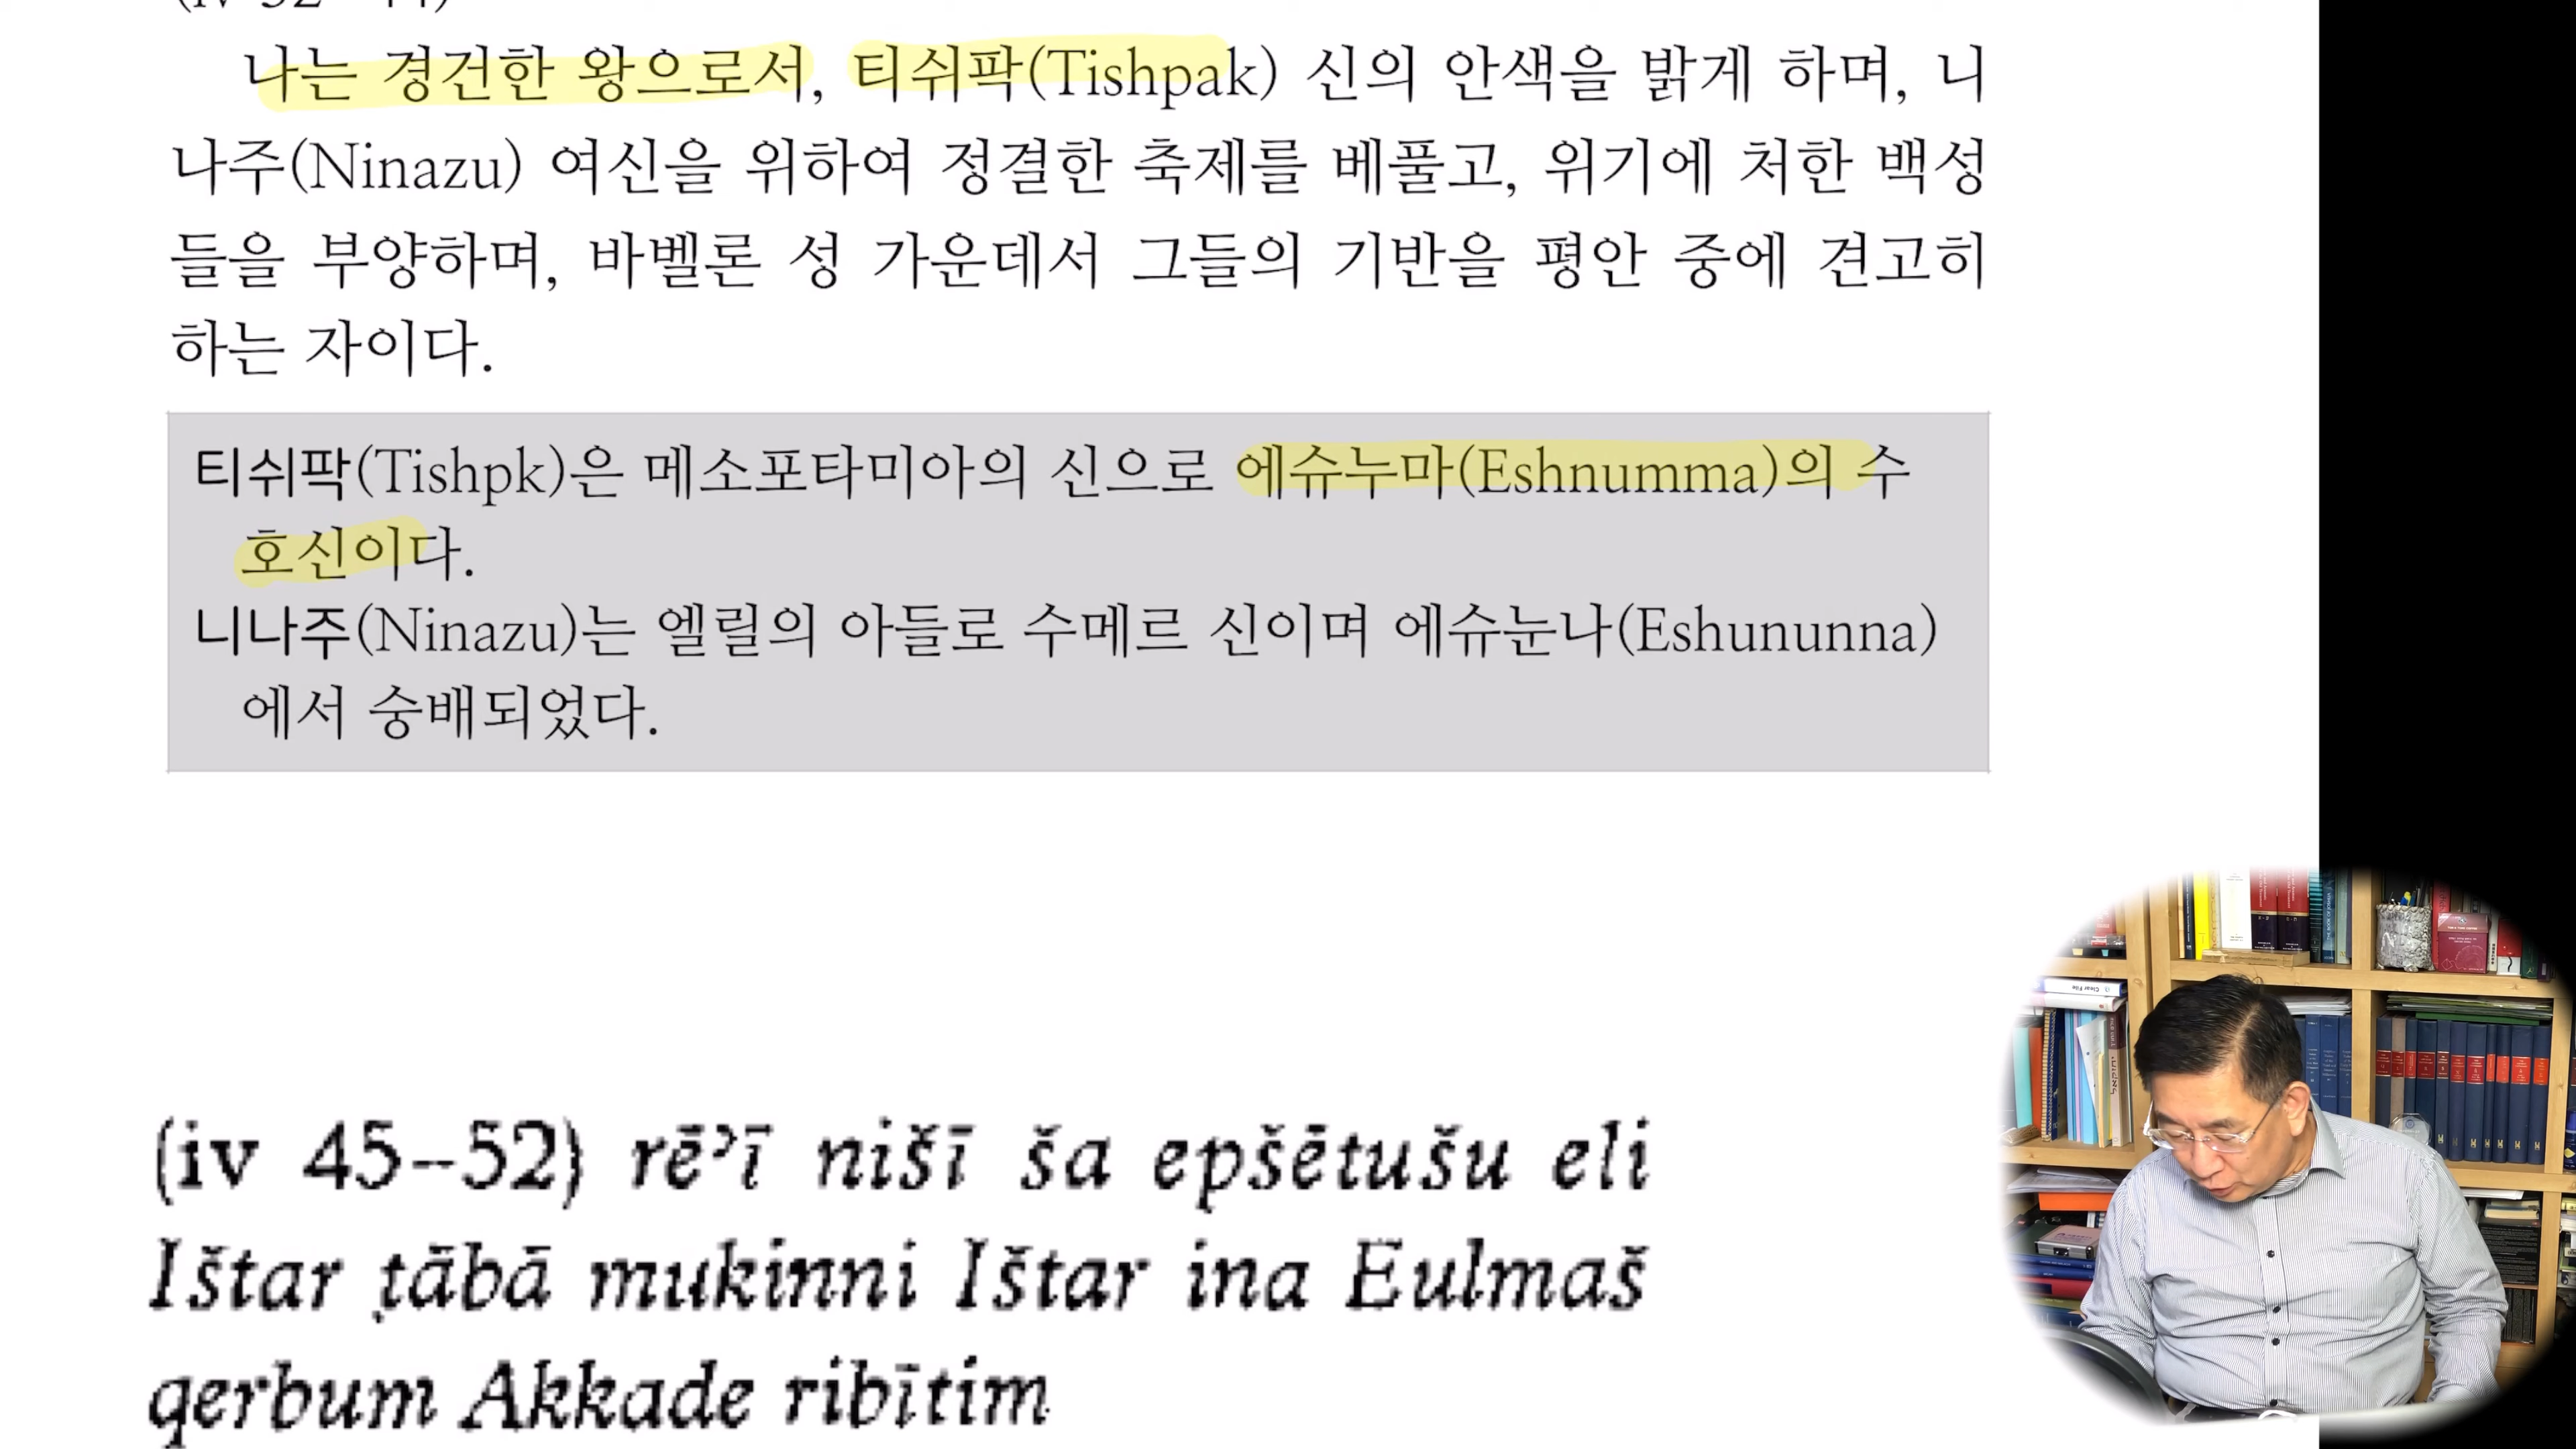 나는 경건한 왕으로서, 티쉬팍(Tishpak) 신의 안색을 밝게 하며, 니
나주(Ninazu) 여신을 위하여 정결한 축제를 베풀고, 위기에 처한 백성
들을 부양하며, 바벨론 성 가운데서 그들의 기반을 평안 중에 견고히
하는 자이다.
티쉬팍(Tishpk)은 메소포타미아의 신으로 에슈누마(Eshnumma)의 수
호신이다.
니나주(Ninazu)는 엘릴의 아들로 수메르 신이며 에슈눈나(Eshununna)
에서 숭배되었다.
(iv 45–52) rēʾī nišī ša epšētušu eli
Ištar ṭābā mukinni Ištar ina Eulmaš
qerbum Akkade ribītim